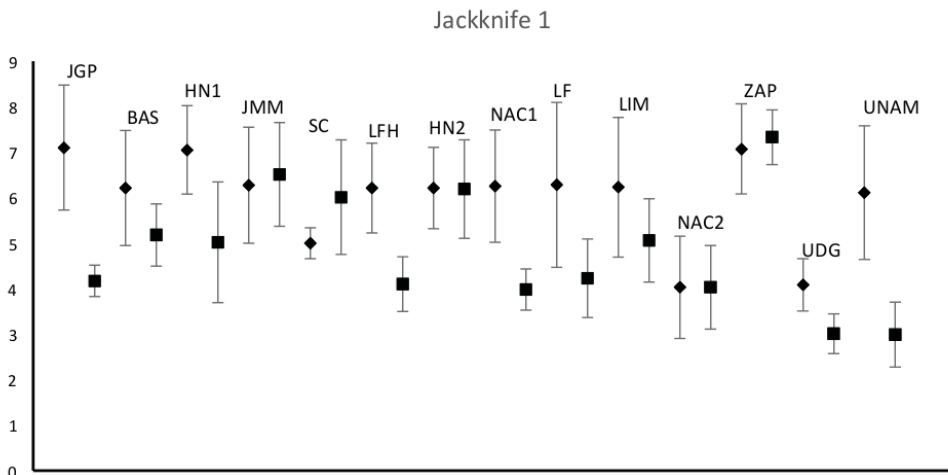 Jackknife 1
9
JGP
HN1
LF
LIM
ZAP
UNAM
8
BAS
JMM
SC
LFH
HN2
NAC1
7
6
5
NAC2
UDG
4
3
2
1
0